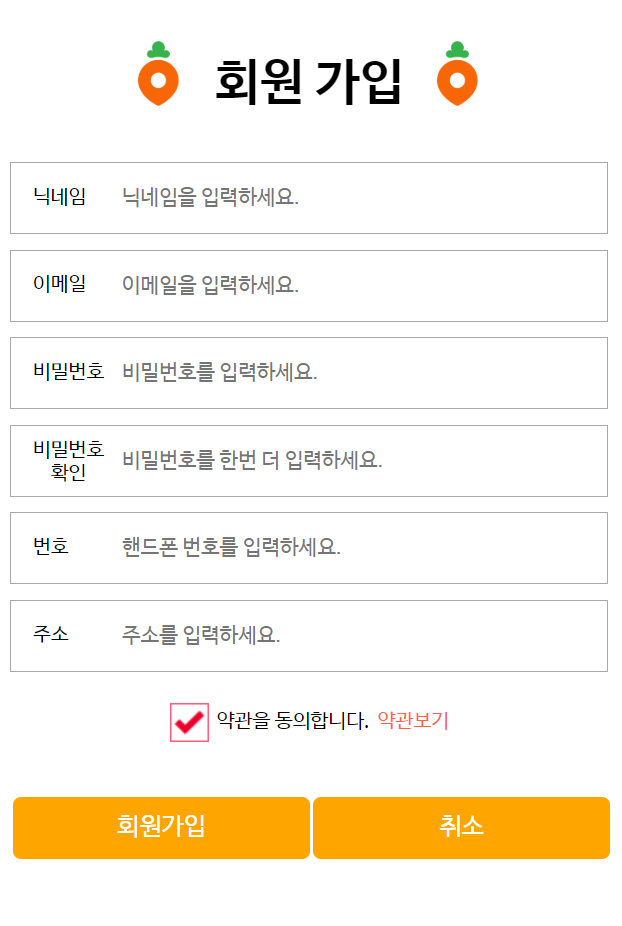 회원 가입
닉네임 닉네임을 입력하세요.
이메일 이메일을 입력하세요.
비밀번호 비밀번호를 입력하세요.
비밀번호
확인 비밀번호를 한번 더 입력하세요.
번호 핸드폰 번호를 입력하세요.
주소 주소를 입력하세요.
약관을 동의합니다. 약관보기
회원가입 취소